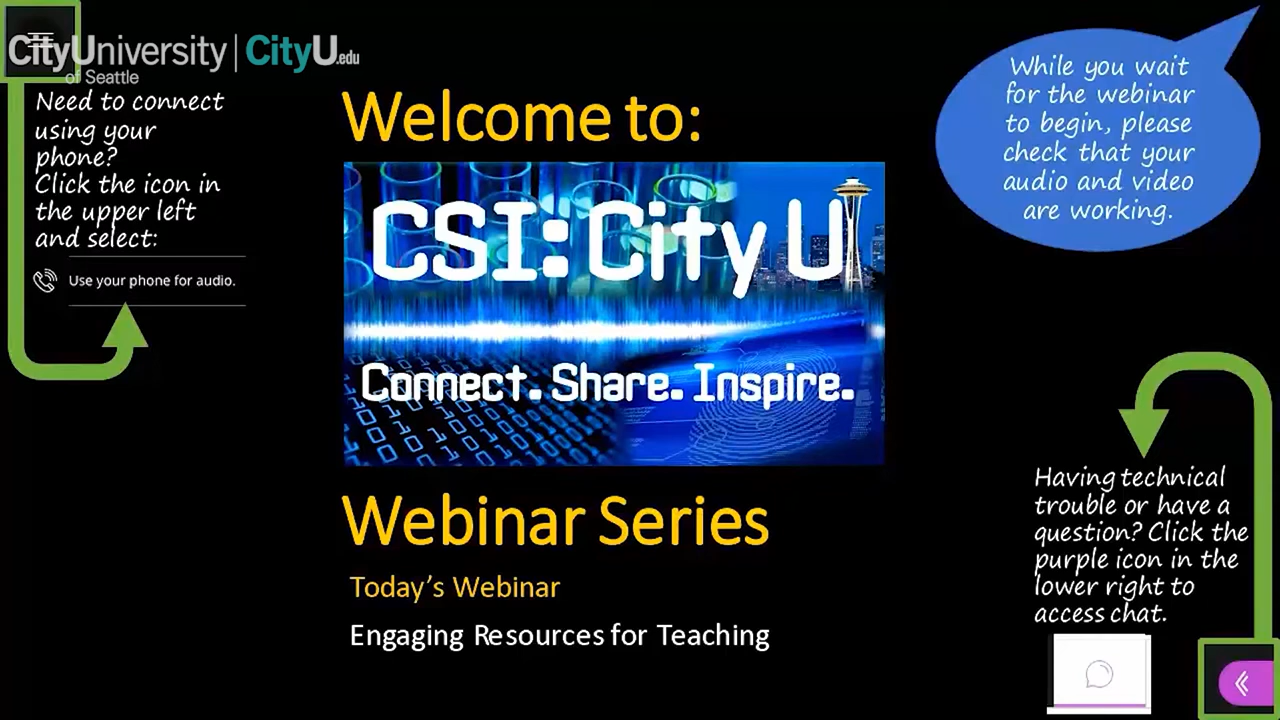 CityUniversity | CityU.edu
of Seattle
Need to connect
using your
phone?
Click the icon in
the upper left
and select:
Use your phone for audio.
Welcome to:
CSI: City U
Connect. Share. Inspire.
Webinar Series
Today's Webinar
Engaging Resources for Teaching
While you wait
for the webinar
to begin, please
check that your
audio and video
are working.
Having technical
trouble or have a
question? Click the
purple icon in the
lower right to
access chat.